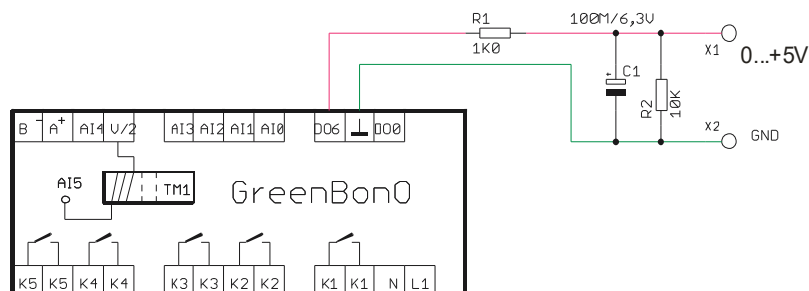 R1
100M/6,3V
1K0
X1
0...+5V
C1
+
R2
10K
X2
GND
B - A + AI4 V/2 AI3 AI2 AI1 AI0 DO6 DO0
AI5
TM1
GreenBonO
K5 K5 K4 K4 K3 K3 K2 K2 K1 K1 N L1